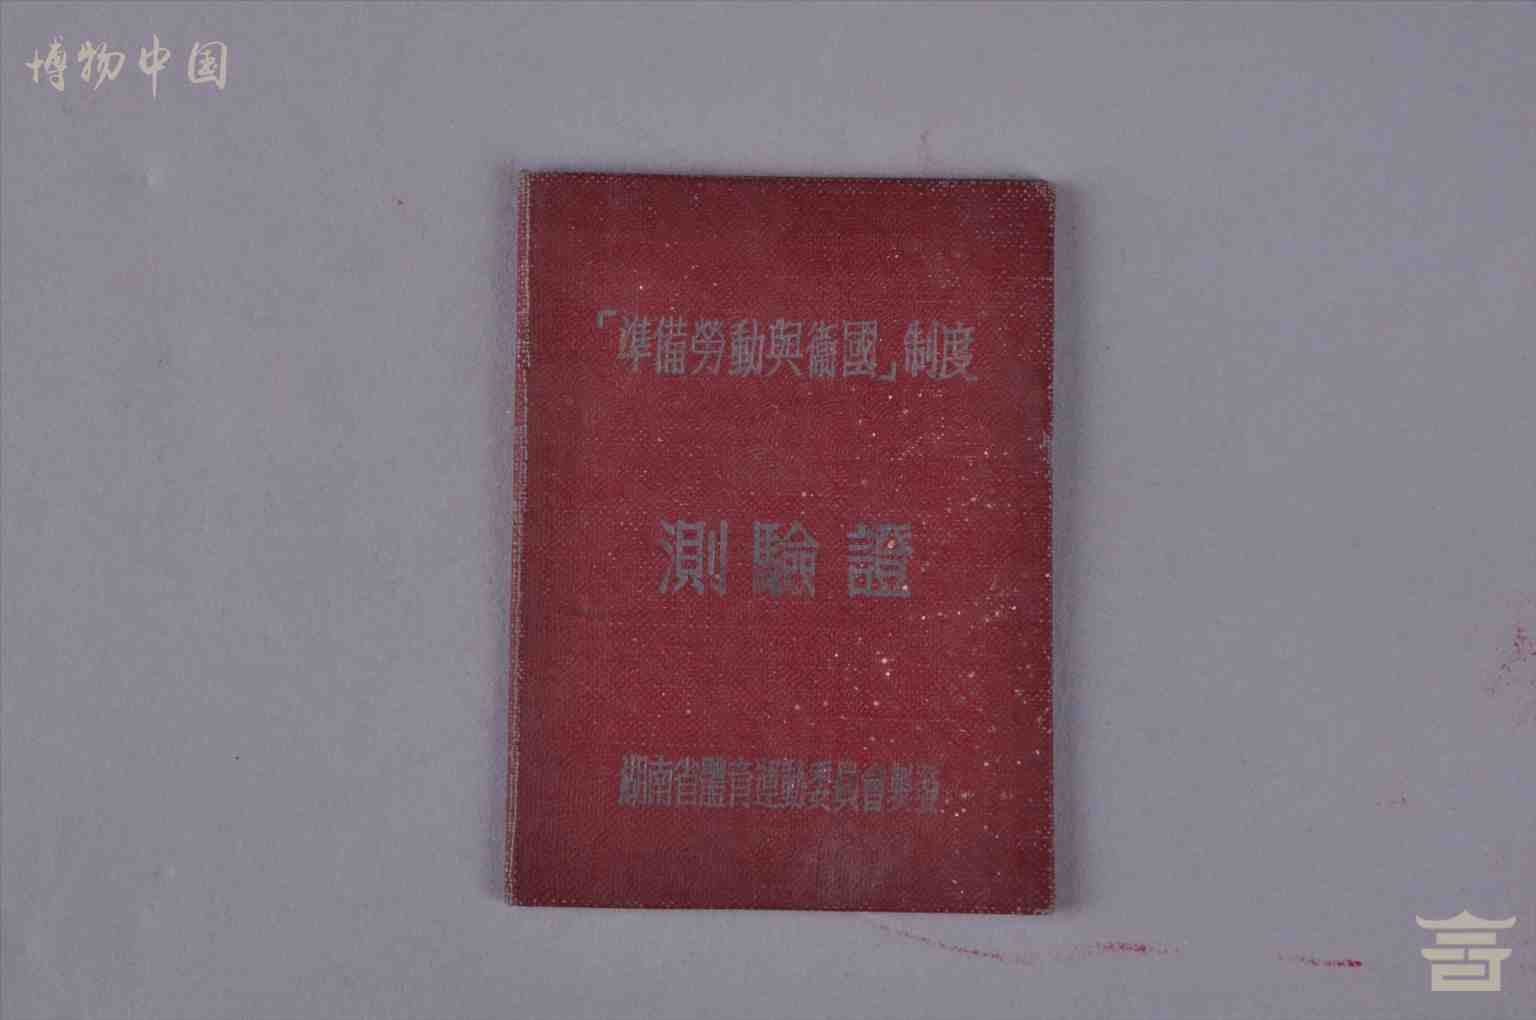 博物中国
「準備勞動與衛國」制度
測驗證
湖南省體育運動委員會製發